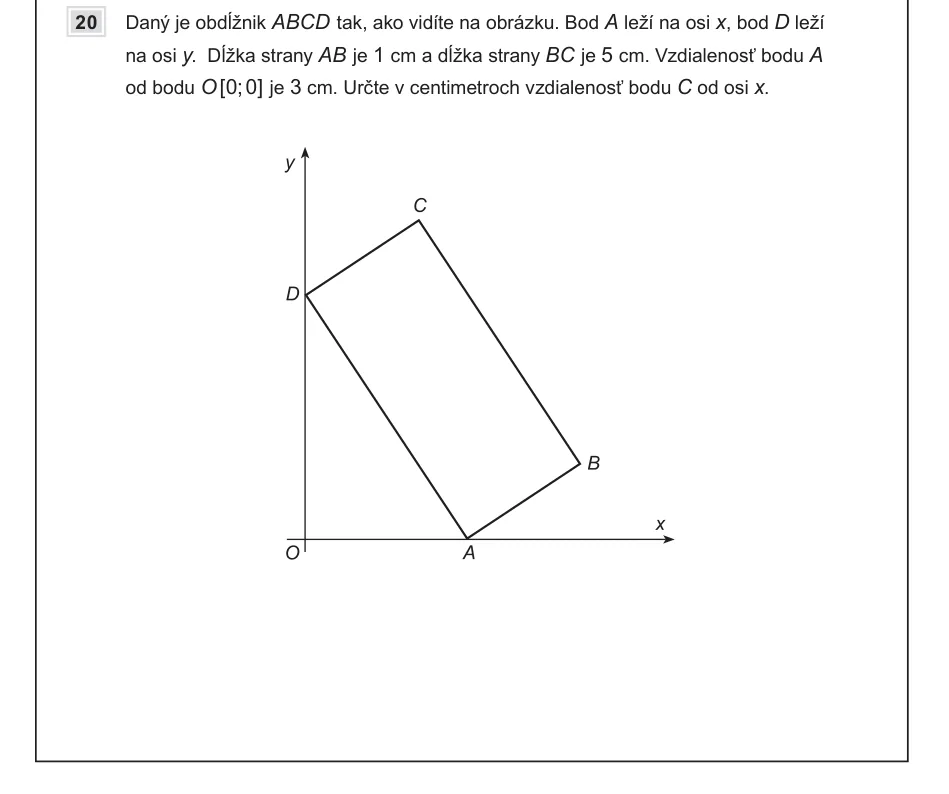 20 Daný je obdĺžnik ABCD tak, ako vidíte na obrázku. Bod A leží na osi x, bod D leží
na osi y. Dĺžka strany AB je 1 cm a dĺžka strany BC je 5 cm. Vzdialenosť bodu A
od bodu O[0; 0] je 3 cm. Určte v centimetroch vzdialenosť bodu C od osi x.
y
C
D
B
x
O
A